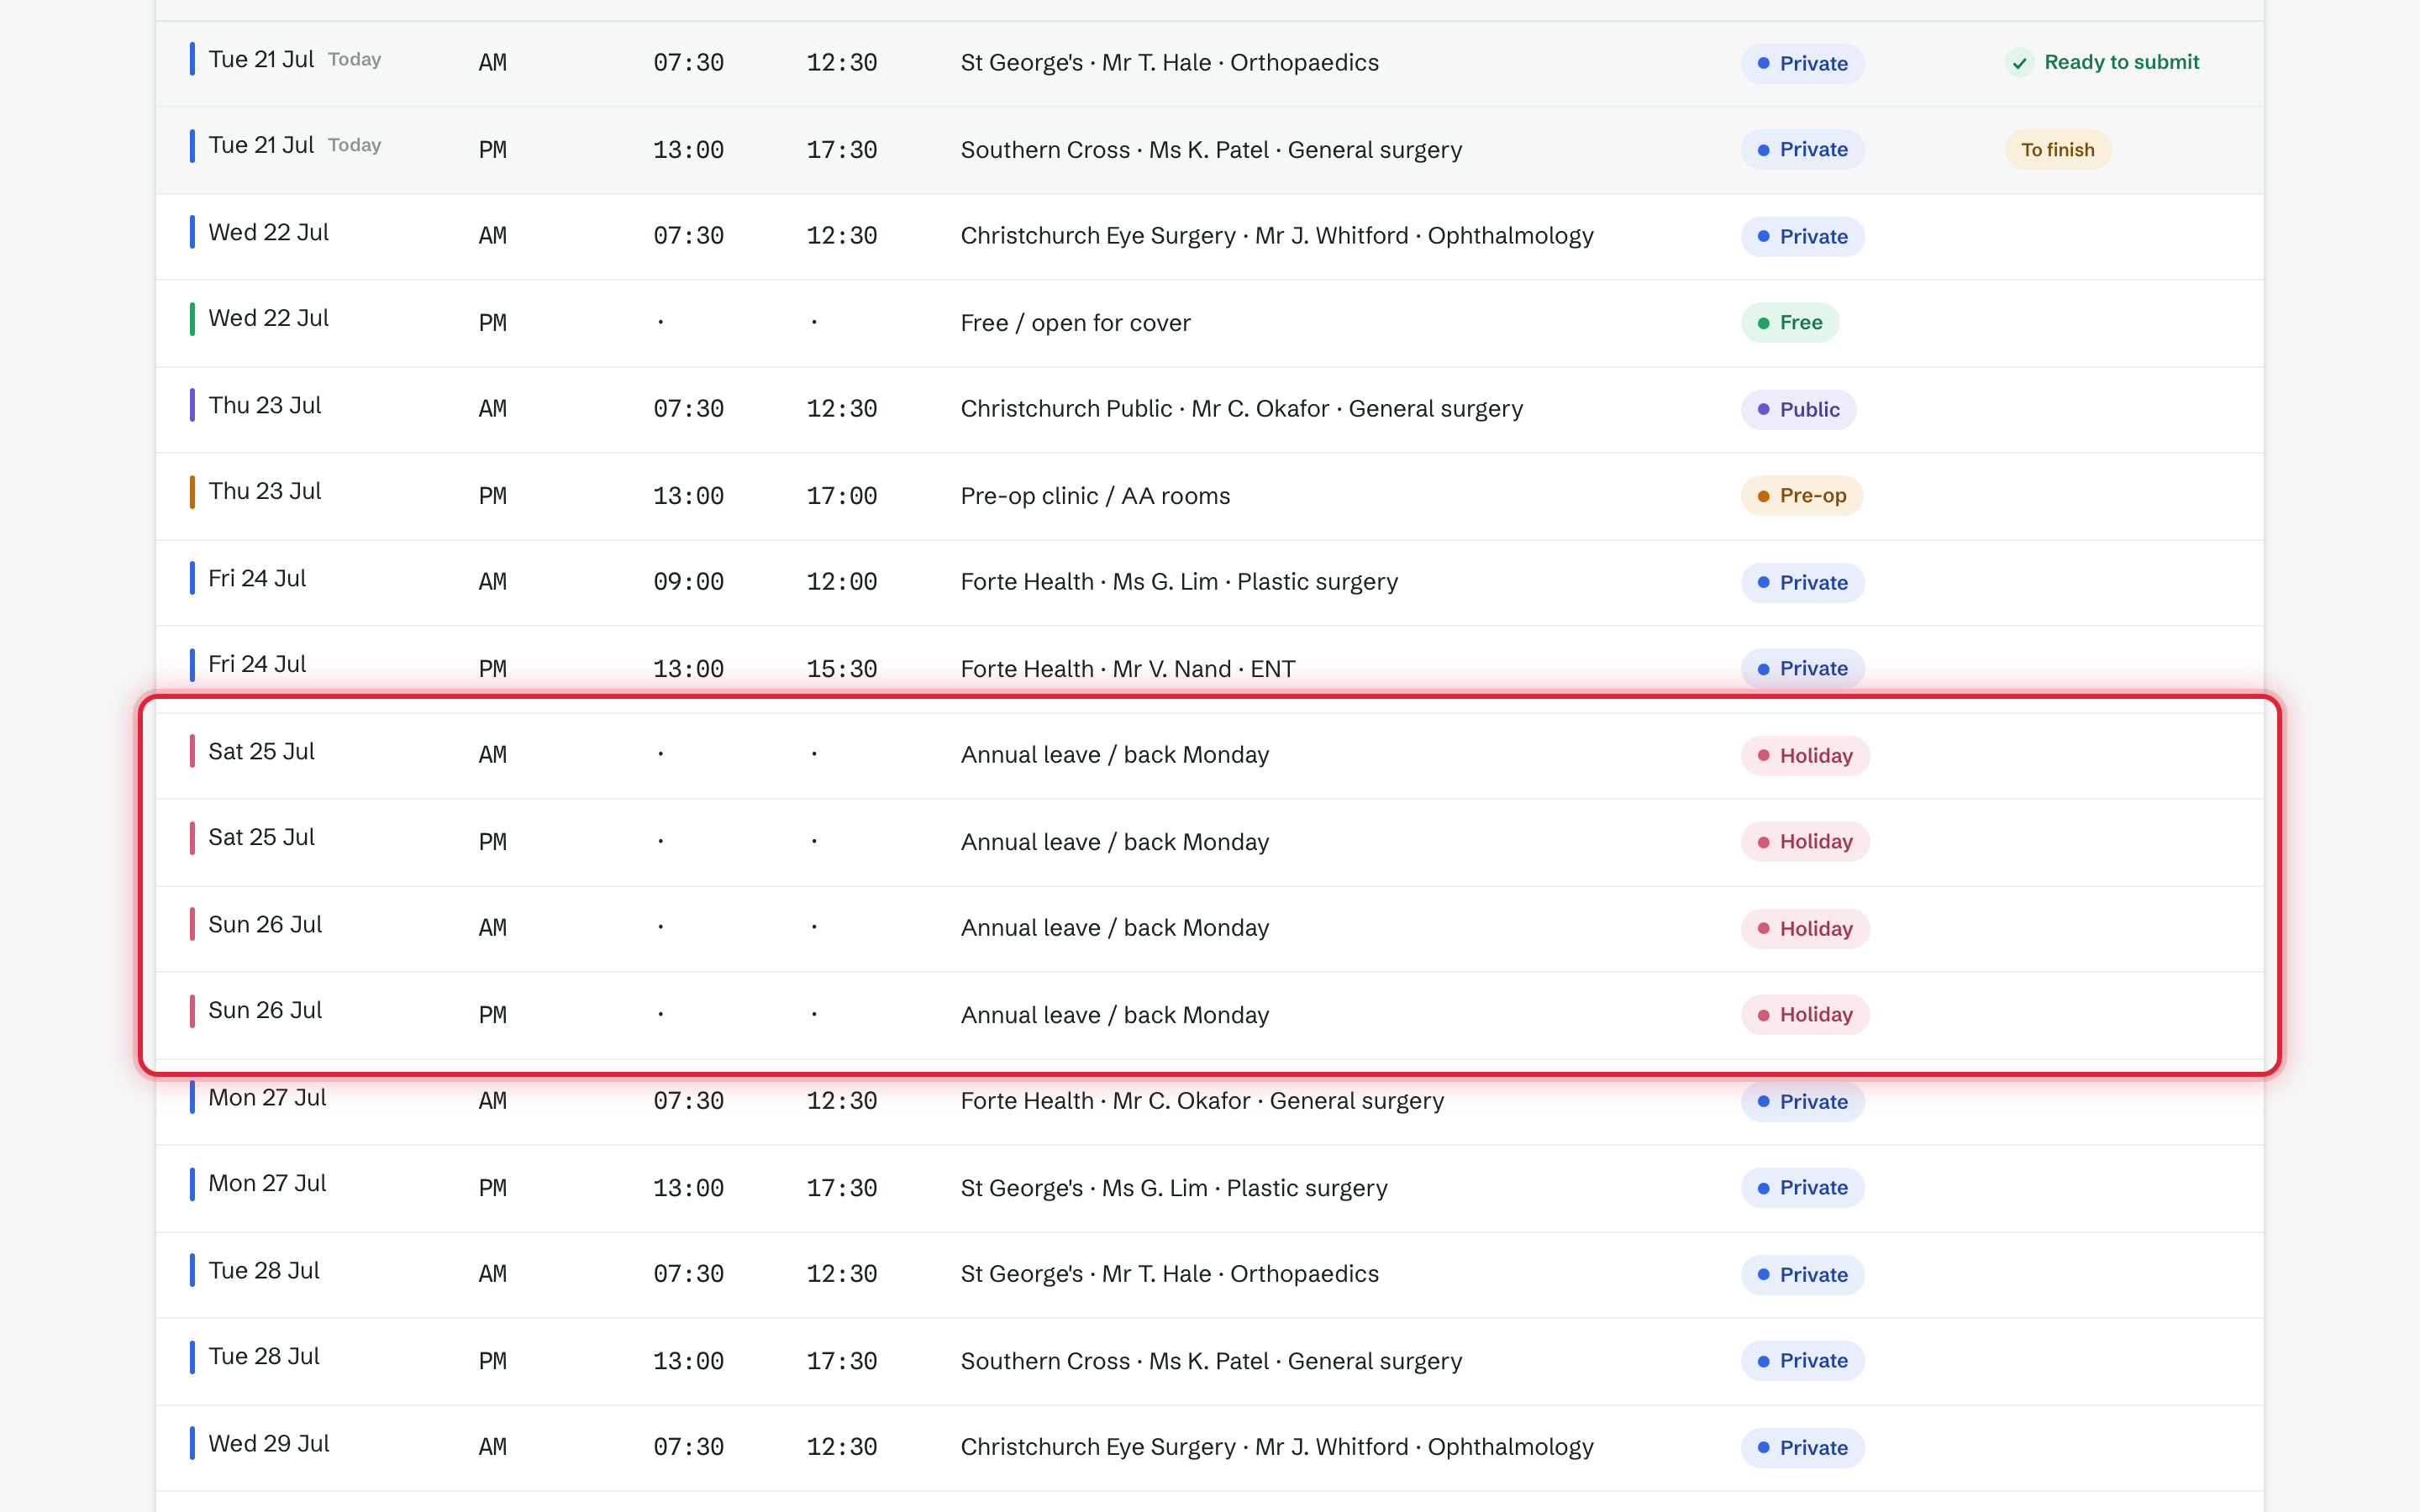 Tue 21 Jul Today AM 07:30 12:30 St George's · Mr T. Hale · Orthopaedics Private Ready to submit
Tue 21 Jul Today PM 13:00 17:30 Southern Cross · Ms K. Patel · General surgery Private To finish
Wed 22 Jul AM 07:30 12:30 Christchurch Eye Surgery · Mr J. Whitford · Ophthalmology Private
Wed 22 Jul PM · · Free / open for cover Free
Thu 23 Jul AM 07:30 12:30 Christchurch Public · Mr C. Okafor · General surgery Public
Thu 23 Jul PM 13:00 17:00 Pre-op clinic / AA rooms Pre-op
Fri 24 Jul AM 09:00 12:00 Forte Health · Ms G. Lim · Plastic surgery Private
Fri 24 Jul PM 13:00 15:30 Forte Health · Mr V. Nand · ENT Private
Sat 25 Jul AM · · Annual leave / back Monday Holiday
Sat 25 Jul PM · · Annual leave / back Monday Holiday
Sun 26 Jul AM · · Annual leave / back Monday Holiday
Sun 26 Jul PM · · Annual leave / back Monday Holiday
Mon 27 Jul AM 07:30 12:30 Forte Health · Mr C. Okafor · General surgery Private
Mon 27 Jul PM 13:00 17:30 St George's · Ms G. Lim · Plastic surgery Private
Tue 28 Jul AM 07:30 12:30 St George's · Mr T. Hale · Orthopaedics Private
Tue 28 Jul PM 13:00 17:30 Southern Cross · Ms K. Patel · General surgery Private
Wed 29 Jul AM 07:30 12:30 Christchurch Eye Surgery · Mr J. Whitford · Ophthalmology Private